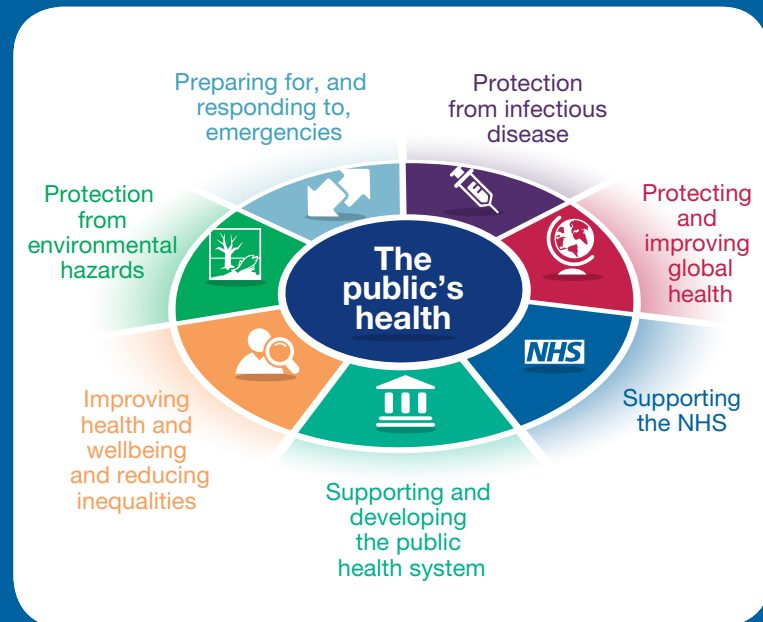 Preparing for, and
responding to,
emergencies
Protection
from infectious
disease
Protection
from
environmental
hazards
Protecting
and
improving
global
health
The
public’s
health
NHS
Improving
health and
wellbeing
and reducing
inequalities
Supporting
the NHS
Supporting and
developing
the public
health system